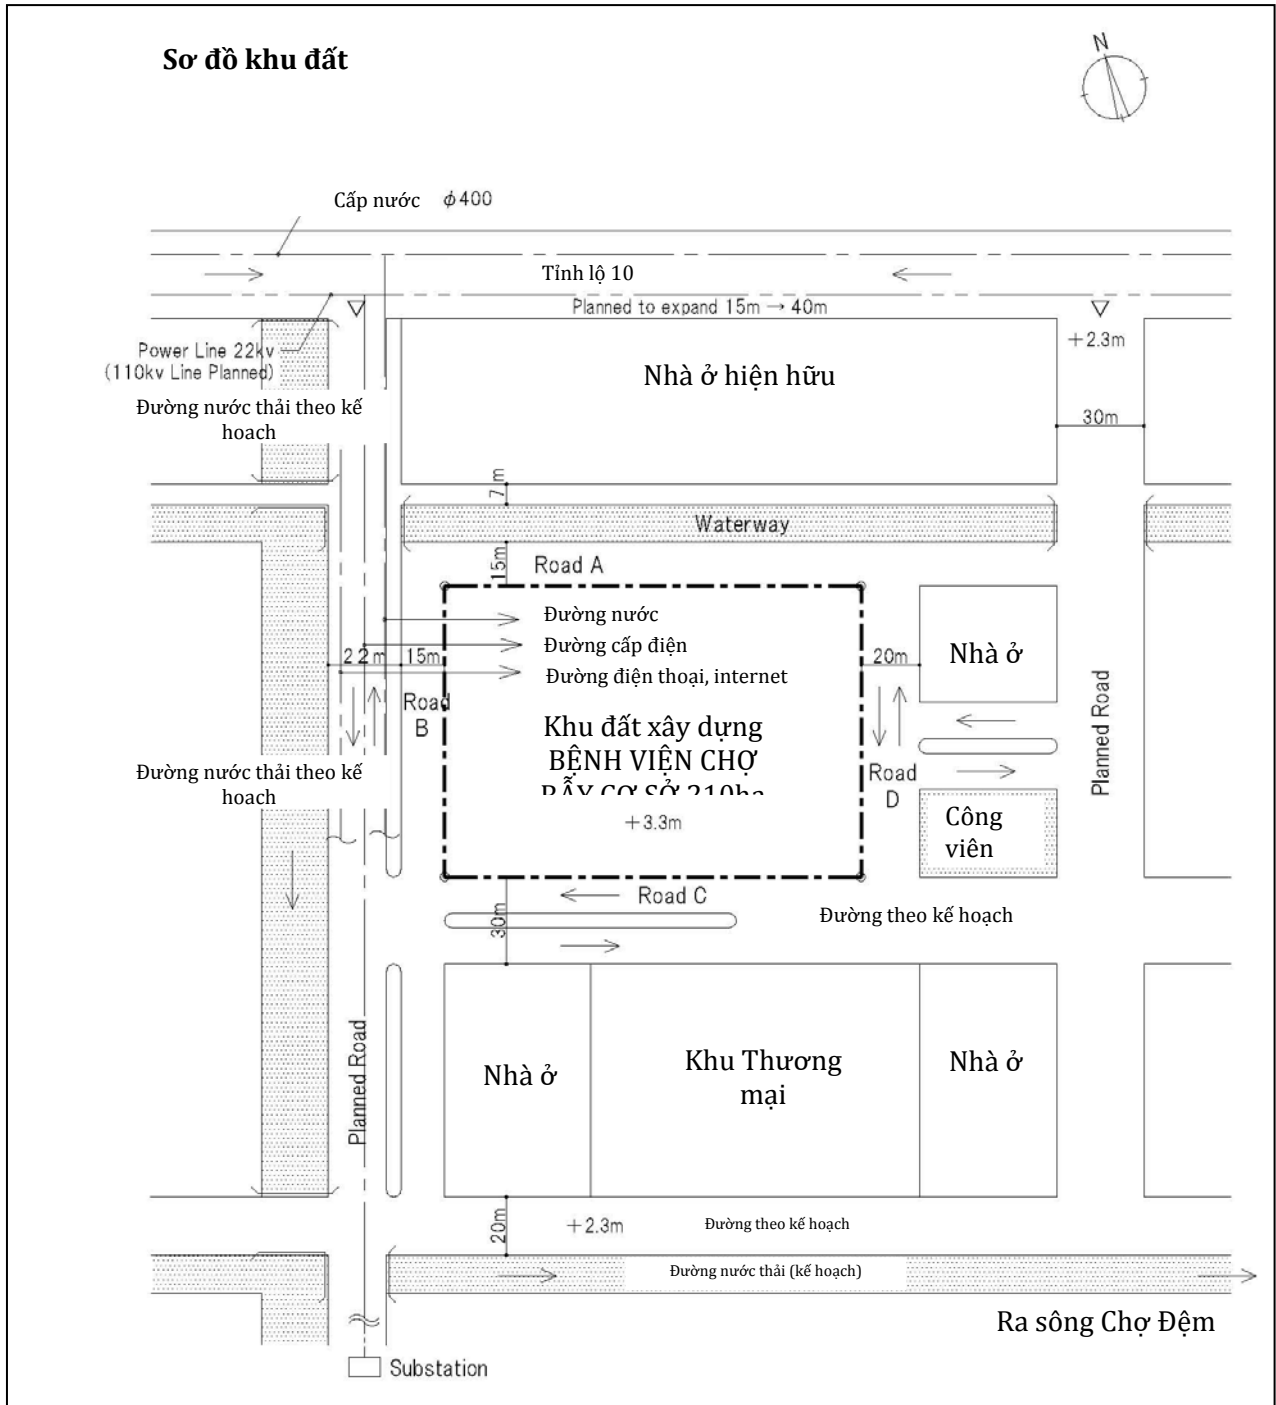 Sơ đồ khu đất
N
Cấp nước ϕ400
Tỉnh lộ 10
Planned to expand 15m → 40m
+2.3m
Power Line 22kv
(110kv Line Planned)
Nhà ở hiện hữu
Đường nước thải theo kế
hoạch
30m
7m
Waterway
15m
Road A
Đường nước
Đường cấp điện
Đường điện thoại, internet
22m
15m
20m
Nhà ở
Road
B
Khu đất xây dựng
BỆNH VIỆN CHỢ
RẪY CƠ SỞ 210ha
+3.3m
Planned Road
Đường nước thải theo kế
hoạch
Road
D
Công
viên
Road C
30m
Đường theo kế hoạch
Planned Road
Nhà ở
Khu Thương
mại
Nhà ở
20m
+2.3m
Đường theo kế hoạch
Đường nước thải (kế hoạch)
Ra sông Chợ Đệm
Substation